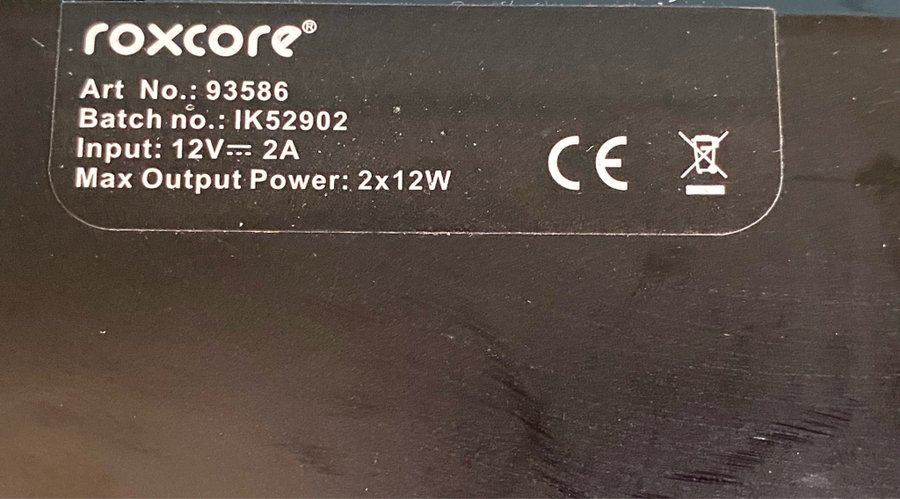 roxcore®
Art No.: 93586
Batch no.: IK52902
Input: 12V⎓ 2A
Max Output Power: 2x12W
CE